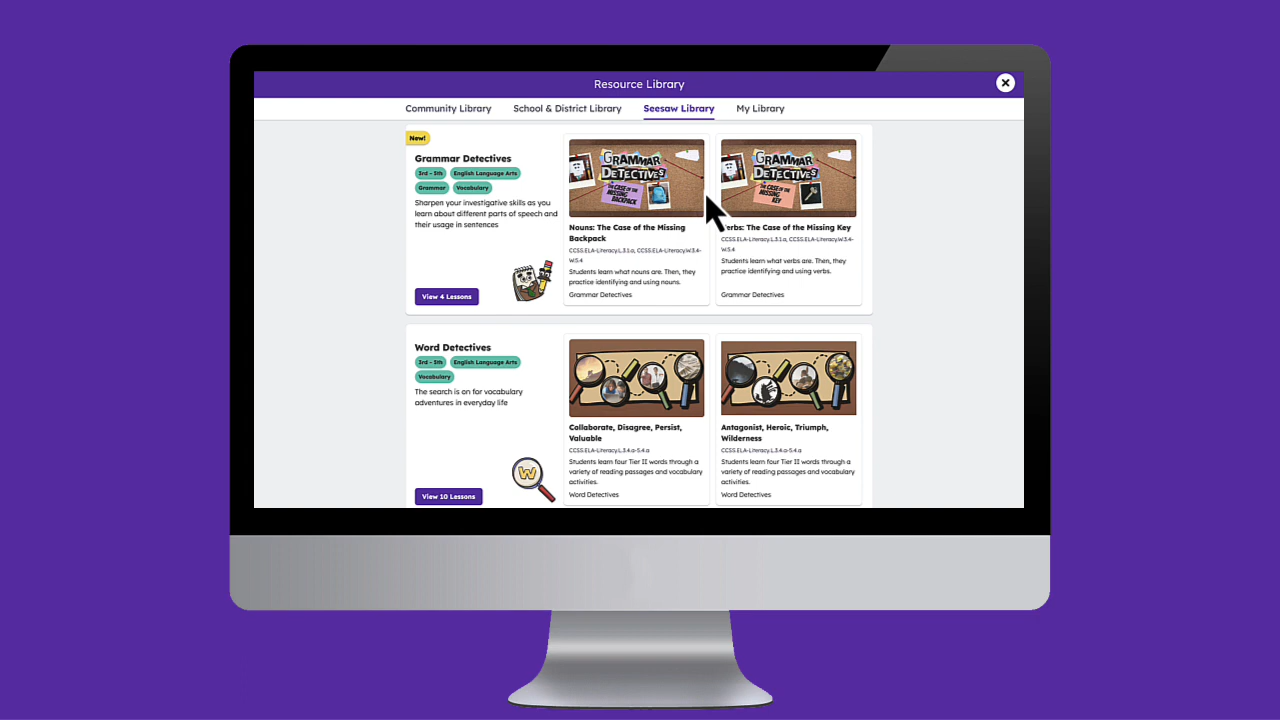 Resource Library
Community Library
School & District Library
Seesaw Library
My Library
New!
Grammar Detectives
3rd - 5th
English Language Arts
Grammar
Vocabulary
Sharpen your investigative skills as you
learn about different parts of speech and
their usage in sentences
View 4 Lessons
GRAMMAR
DETECTIVES
THE CASE OF THE
MISSING
BACKPACK
Nouns: The Case of the Missing
Backpack
CCSS.ELA-Literacy.L.3.1.a, CCSS.ELA-Literacy.W.3.4-
W.5.4
Students learn what nouns are. Then, they
practice identifying and using nouns.
Grammar Detectives
GRAMMAR
DETECTIVES
THE CASE OF THE
MISSING
KEY
erbs: The Case of the Missing Key
CCSS.ELA-Literacy.L.3.1.a, CCSS.ELA-Literacy.W.3.4-
W.5.4
Students learn what verbs are. Then, they
practice identifying and using verbs.
Grammar Detectives
Word Detectives
3rd - 5th
English Language Arts
Vocabulary
The search is on for vocabulary
adventures in everyday life
W
View 10 Lessons
Collaborate, Disagree, Persist,
Valuable
CCSS.ELA-Literacy.L.3.4.a-5.4.a
Students learn four Tier II words through a
variety of reading passages and vocabulary
activities.
Word Detectives
Antagonist, Heroic, Triumph,
Wilderness
CCSS.ELA-Literacy.L.3.4.a-5.4.a
Students learn four Tier II words through a
variety of reading passages and vocabulary
activities.
Word Detectives